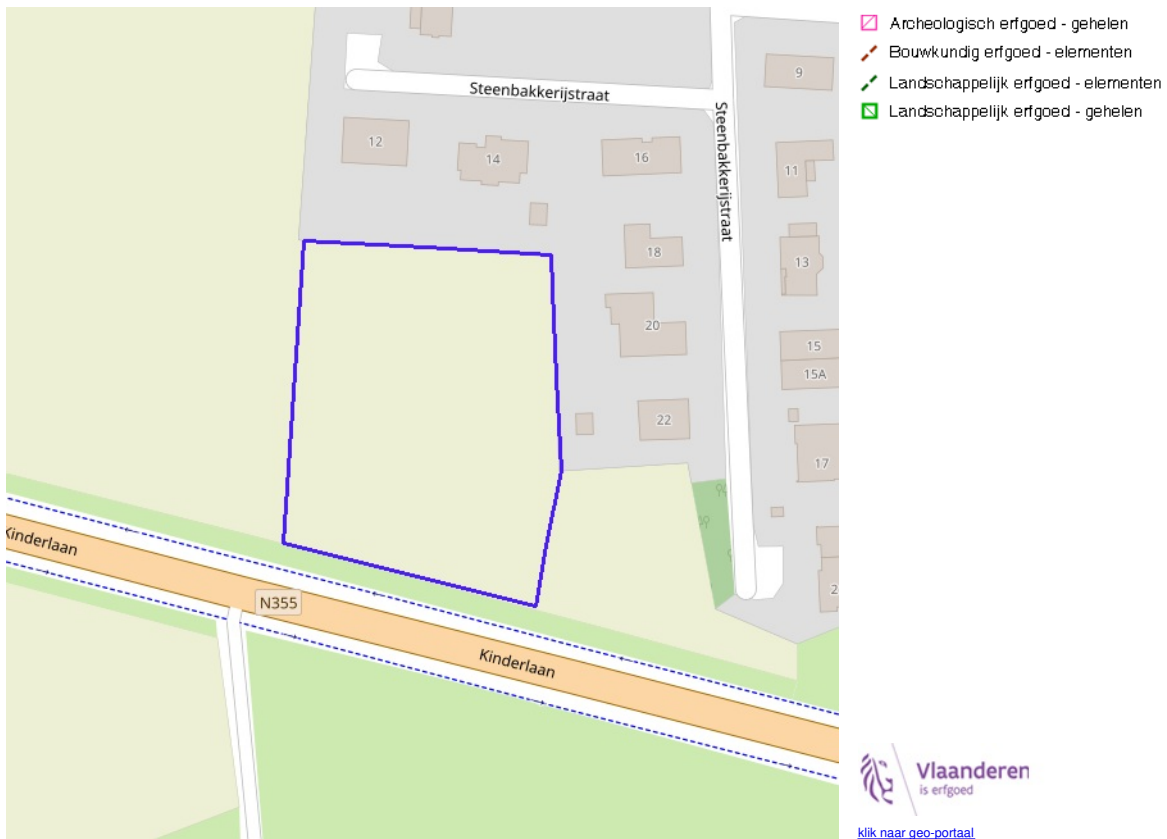 Steenbakkerijstraat
9
12
14
16
11
Steenbakkerijstraat
18
13
20
15
15A
22
17
Kinderlaan
N355
Kinderlaan
Archeologisch erfgoed - gehelen
Bouwkundig erfgoed - elementen
Landschappelijk erfgoed - elementen
Landschappelijk erfgoed - gehelen
Vlaanderen
is erfgoed
klik naar geo-portaal